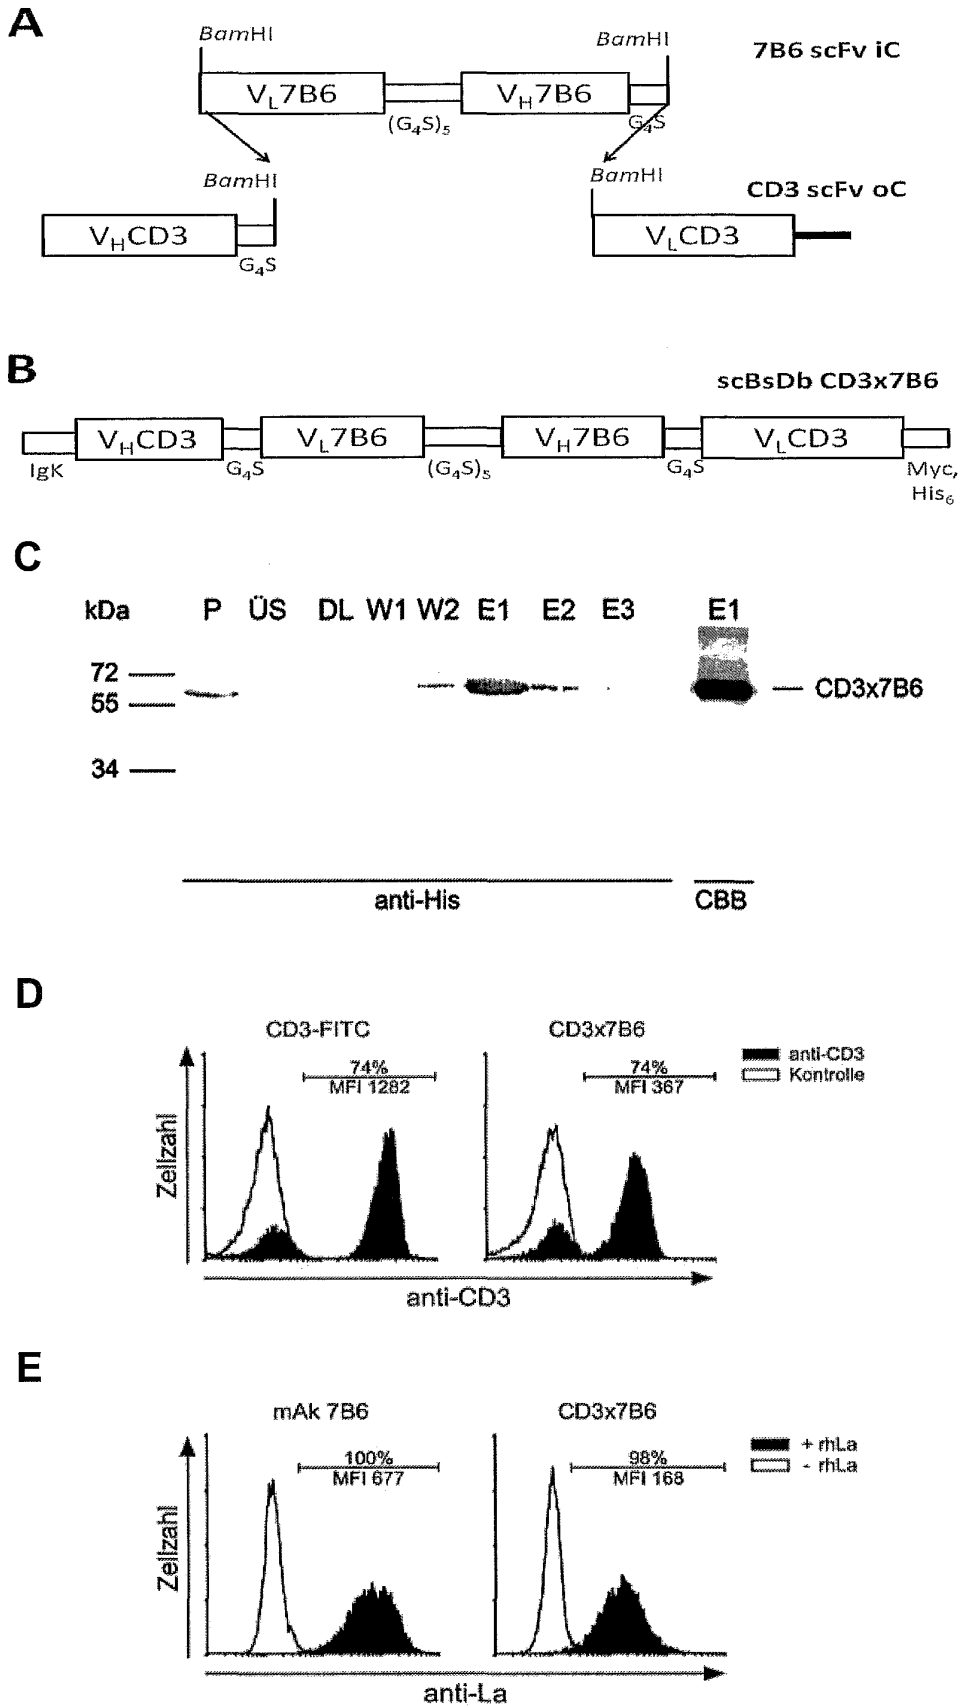 A
BamHI
BamHI
7B6 scFv iC
VL7B6
VH7B6
(G4S)5
G4S
BamHI
BamHI
CD3 scFv oC
VHCD3
VLCD3
G4S
B
scBsDb CD3x7B6
VHCD3
VL7B6
VH7B6
VLCD3
IgK
G4S
(G4S)5
G4S
Myc,
His6
C
kDa P ÜS DL W1 W2 E1 E2 E3 E1
72
55
34
CD3x7B6
anti-His
CBB
D
CD3-FITC
CD3x7B6
74%
MFI 1282
74%
MFI 367
anti-CD3
Kontrolle
Zellzahl
anti-CD3
E
mAk 7B6
CD3x7B6
100%
MFI 677
98%
MFI 168
+ rhLa
- rhLa
Zellzahl
anti-La